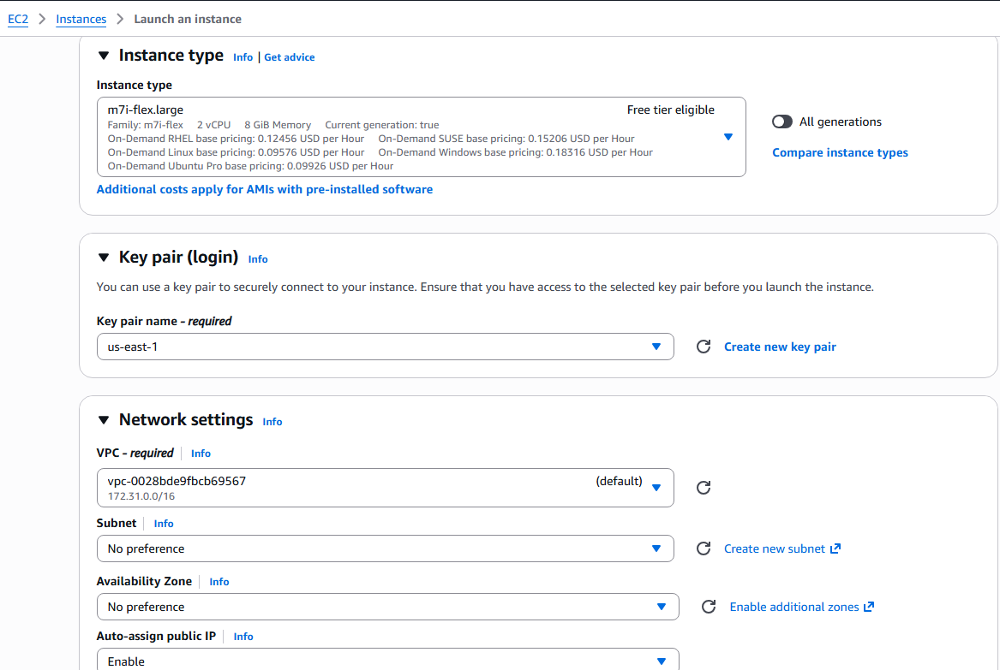 EC2 > Instances > Launch an instance
Instance type Info | Get advice
Instance type
m7i-flex.large Free tier eligible
Family: m7i-flex 2 vCPU 8 GiB Memory Current generation: true
On-Demand RHEL base pricing: 0.12456 USD per Hour On-Demand SUSE base pricing: 0.15206 USD per Hour
On-Demand Linux base pricing: 0.09576 USD per Hour On-Demand Windows base pricing: 0.18316 USD per Hour
On-Demand Ubuntu Pro base pricing: 0.09926 USD per Hour
All generations
Compare instance types
Additional costs apply for AMIs with pre-installed software
Key pair (login) Info
You can use a key pair to securely connect to your instance. Ensure that you have access to the selected key pair before you launch the instance.
Key pair name - required
us-east-1 Create new key pair
Network settings Info
VPC - required Info
vpc-0028bde9fbcb69567 (default)
172.31.0.0/16
Subnet Info
No preference Create new subnet
Availability Zone Info
No preference Enable additional zones
Auto-assign public IP Info
Enable